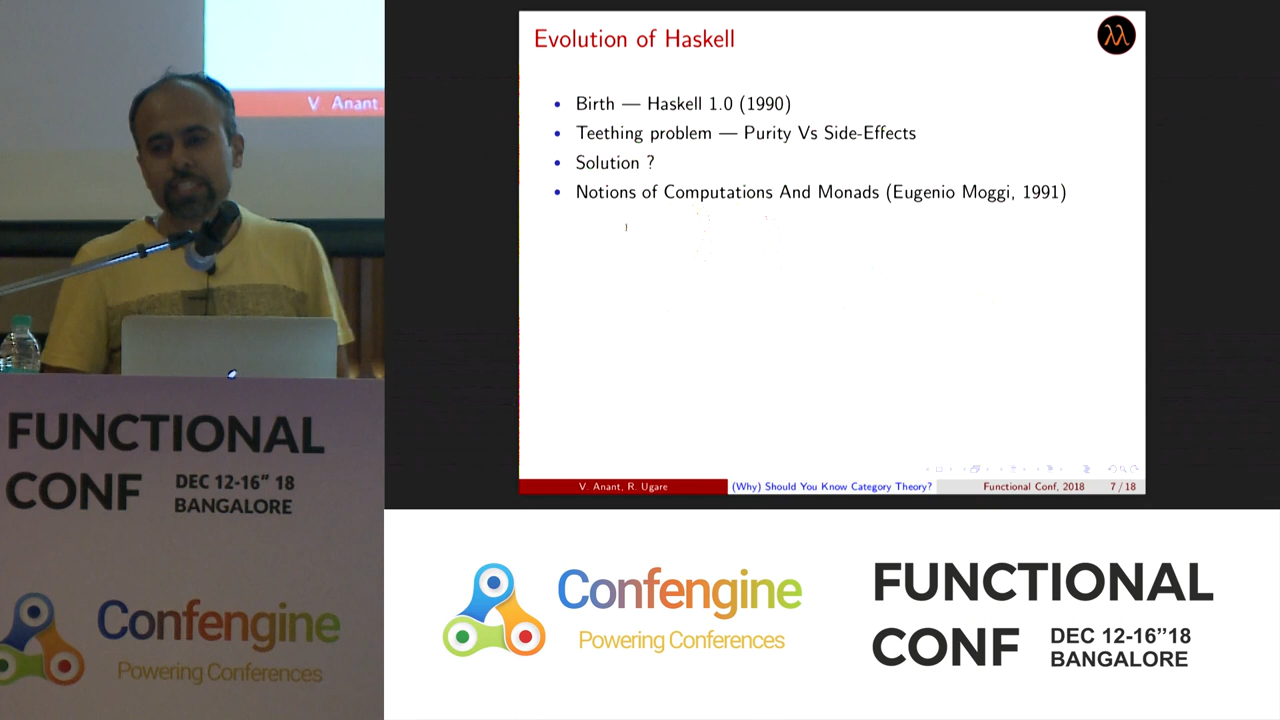 V. Anant,
FUNCTIONAL
CONF
DEC 12-16” 18
BANGALORE
Confengine
Powering Conferences
Evolution of Haskell
λλ
• Birth — Haskell 1.0 (1990)
• Teething problem — Purity Vs Side-Effects
• Solution ?
• Notions of Computations And Monads (Eugenio Moggi, 1991)
V. Anant, R. Ugare
(Why) Should You Know Category Theory?
Functional Conf, 2018
7 / 18
Confengine
Powering Conferences
FUNCTIONAL
CONF
DEC 12-16”18
BANGALORE